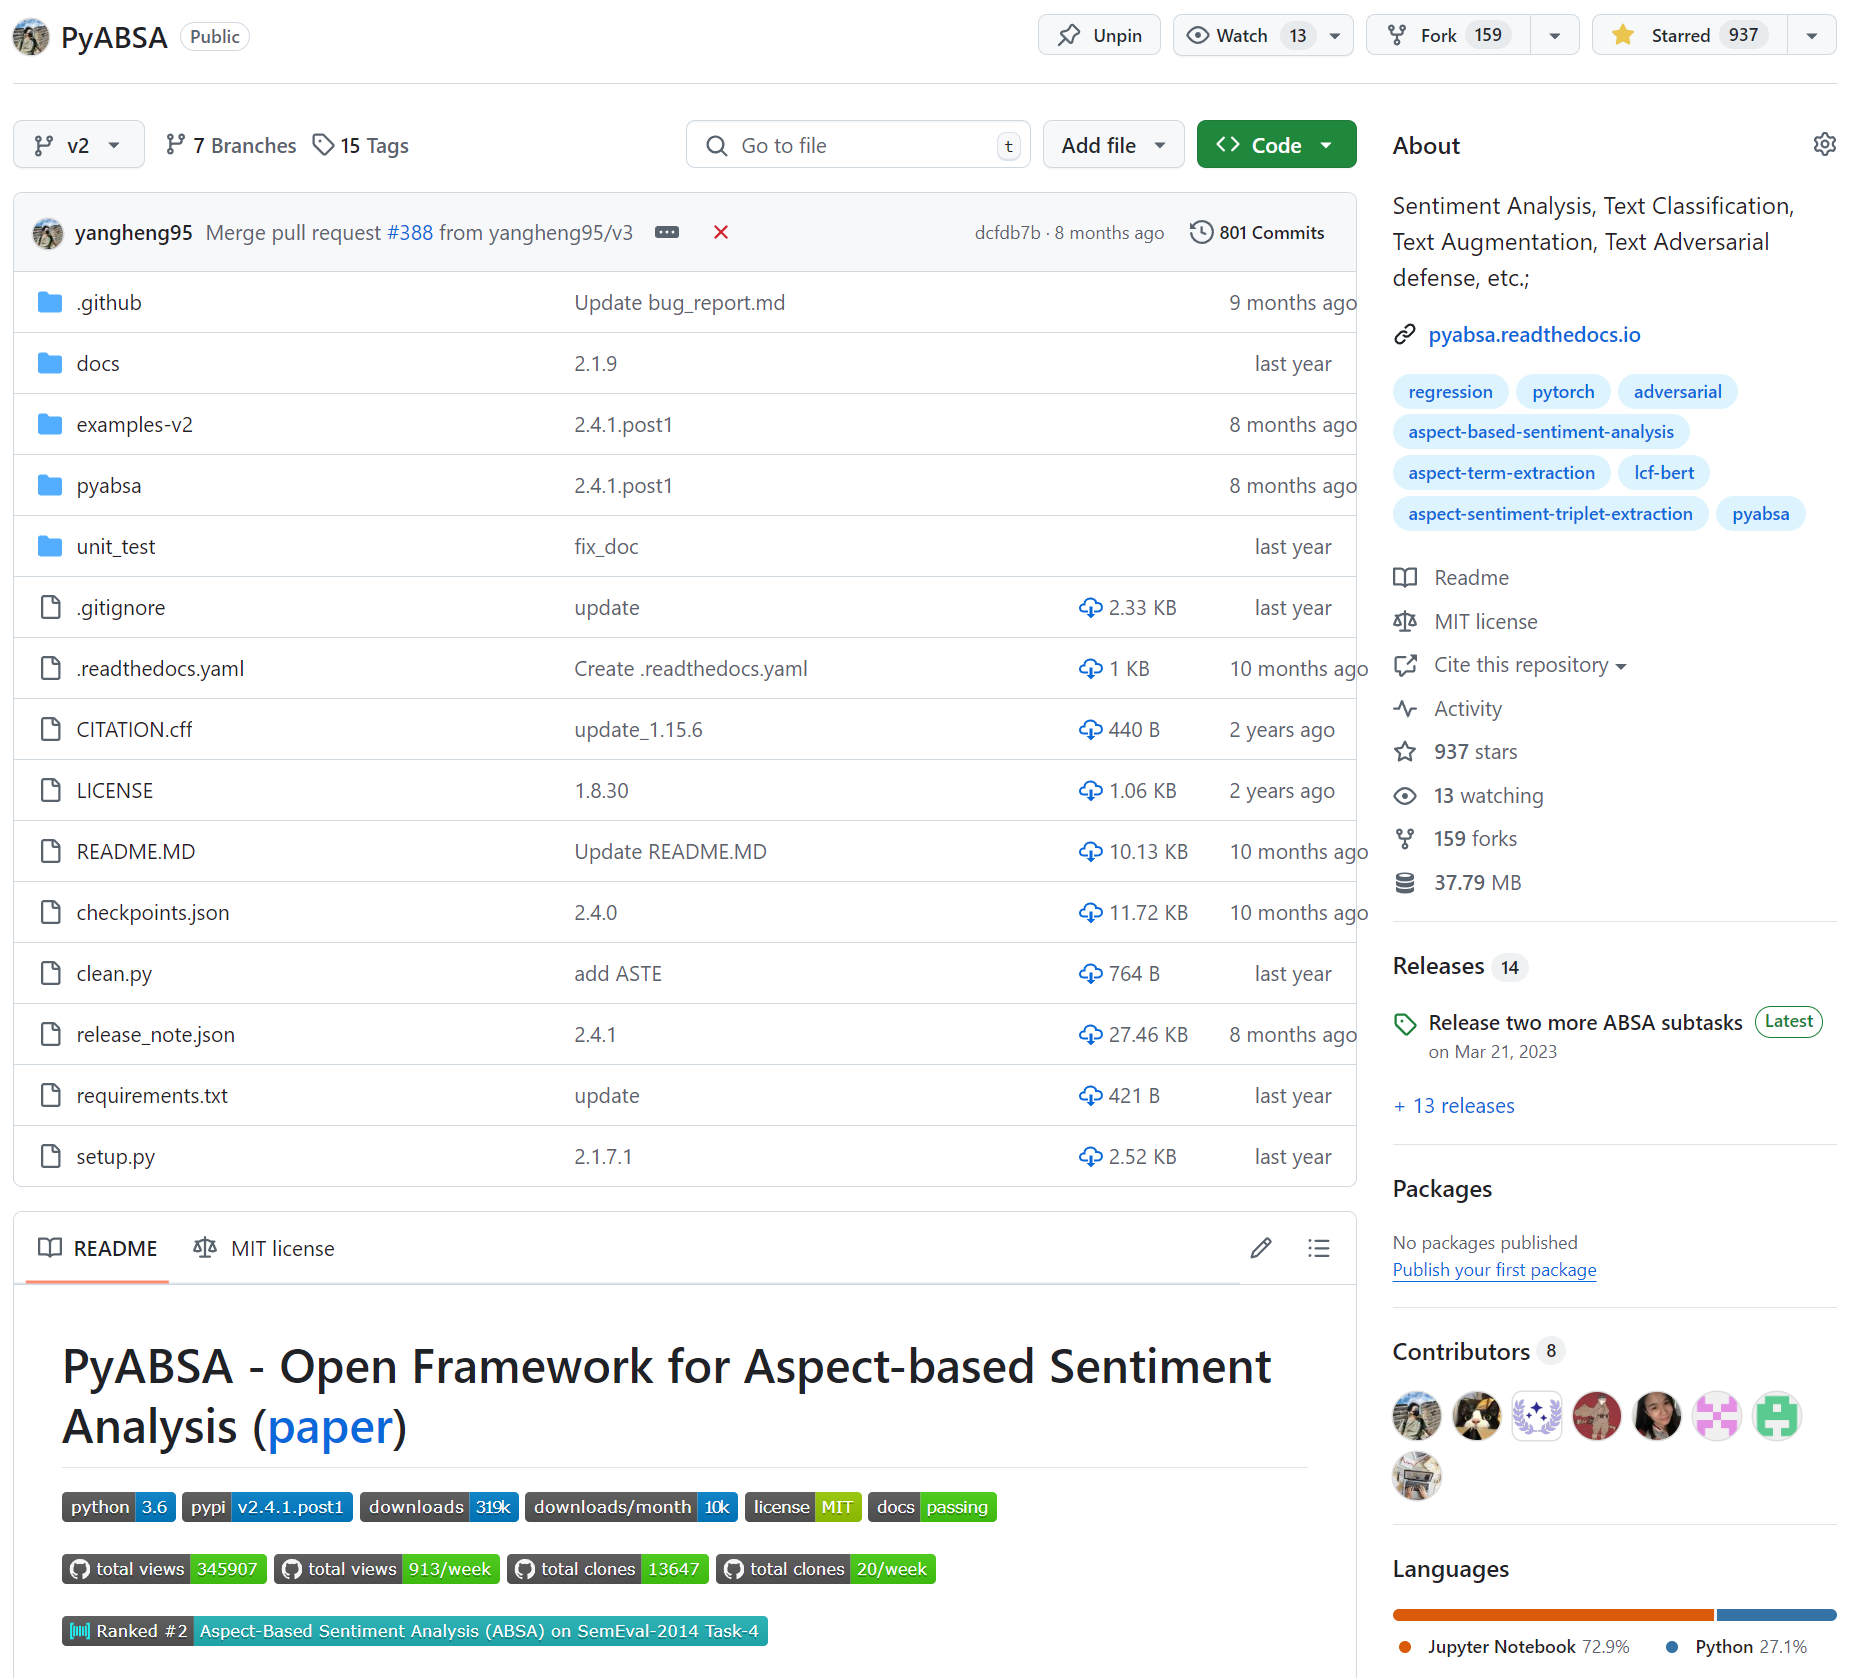 PyABSA Public Unpin Watch 13 Fork 159 Starred 937
v2 7 Branches 15 Tags Go to file t Add file Code
yangheng95 Merge pull request #388 from yangheng95/v3 dcfdb7b · 8 months ago 801 Commits
.github Update bug_report.md 9 months ago
docs 2.1.9 last year
examples-v2 2.4.1.post1 8 months ago
pyabsa 2.4.1.post1 8 months ago
unit_test fix_doc last year
.gitignore update 2.33 KB last year
.readthedocs.yaml Create .readthedocs.yaml 1 KB 10 months ago
CITATION.cff update_1.15.6 440 B 2 years ago
LICENSE 1.8.30 1.06 KB 2 years ago
README.MD Update README.MD 10.13 KB 10 months ago
checkpoints.json 2.4.0 11.72 KB 10 months ago
clean.py add ASTE 764 B last year
release_note.json 2.4.1 27.46 KB 8 months ago
requirements.txt update 421 B last year
setup.py 2.1.7.1 2.52 KB last year
README MIT license
PyABSA - Open Framework for Aspect-based Sentiment
Analysis (paper)
python 3.6 pypi v2.4.1.post1 downloads 319k downloads/month 10k license MIT docs passing
total views 345907 total views 913/week total clones 13647 total clones 20/week
Ranked #2 Aspect-Based Sentiment Analysis (ABSA) on SemEval-2014 Task-4
About
Sentiment Analysis, Text Classification,
Text Augmentation, Text Adversarial
defense, etc.;
pyabsa.readthedocs.io
regression pytorch adversarial
aspect-based-sentiment-analysis
aspect-term-extraction lcf-bert
aspect-sentiment-triplet-extraction pyabsa
Readme
MIT license
Cite this repository
Activity
937 stars
13 watching
159 forks
37.79 MB
Releases 14
Release two more ABSA subtasks Latest
on Mar 21, 2023
+ 13 releases
Packages
No packages published
Publish your first package
Contributors 8
Languages
Jupyter Notebook 72.9% Python 27.1%